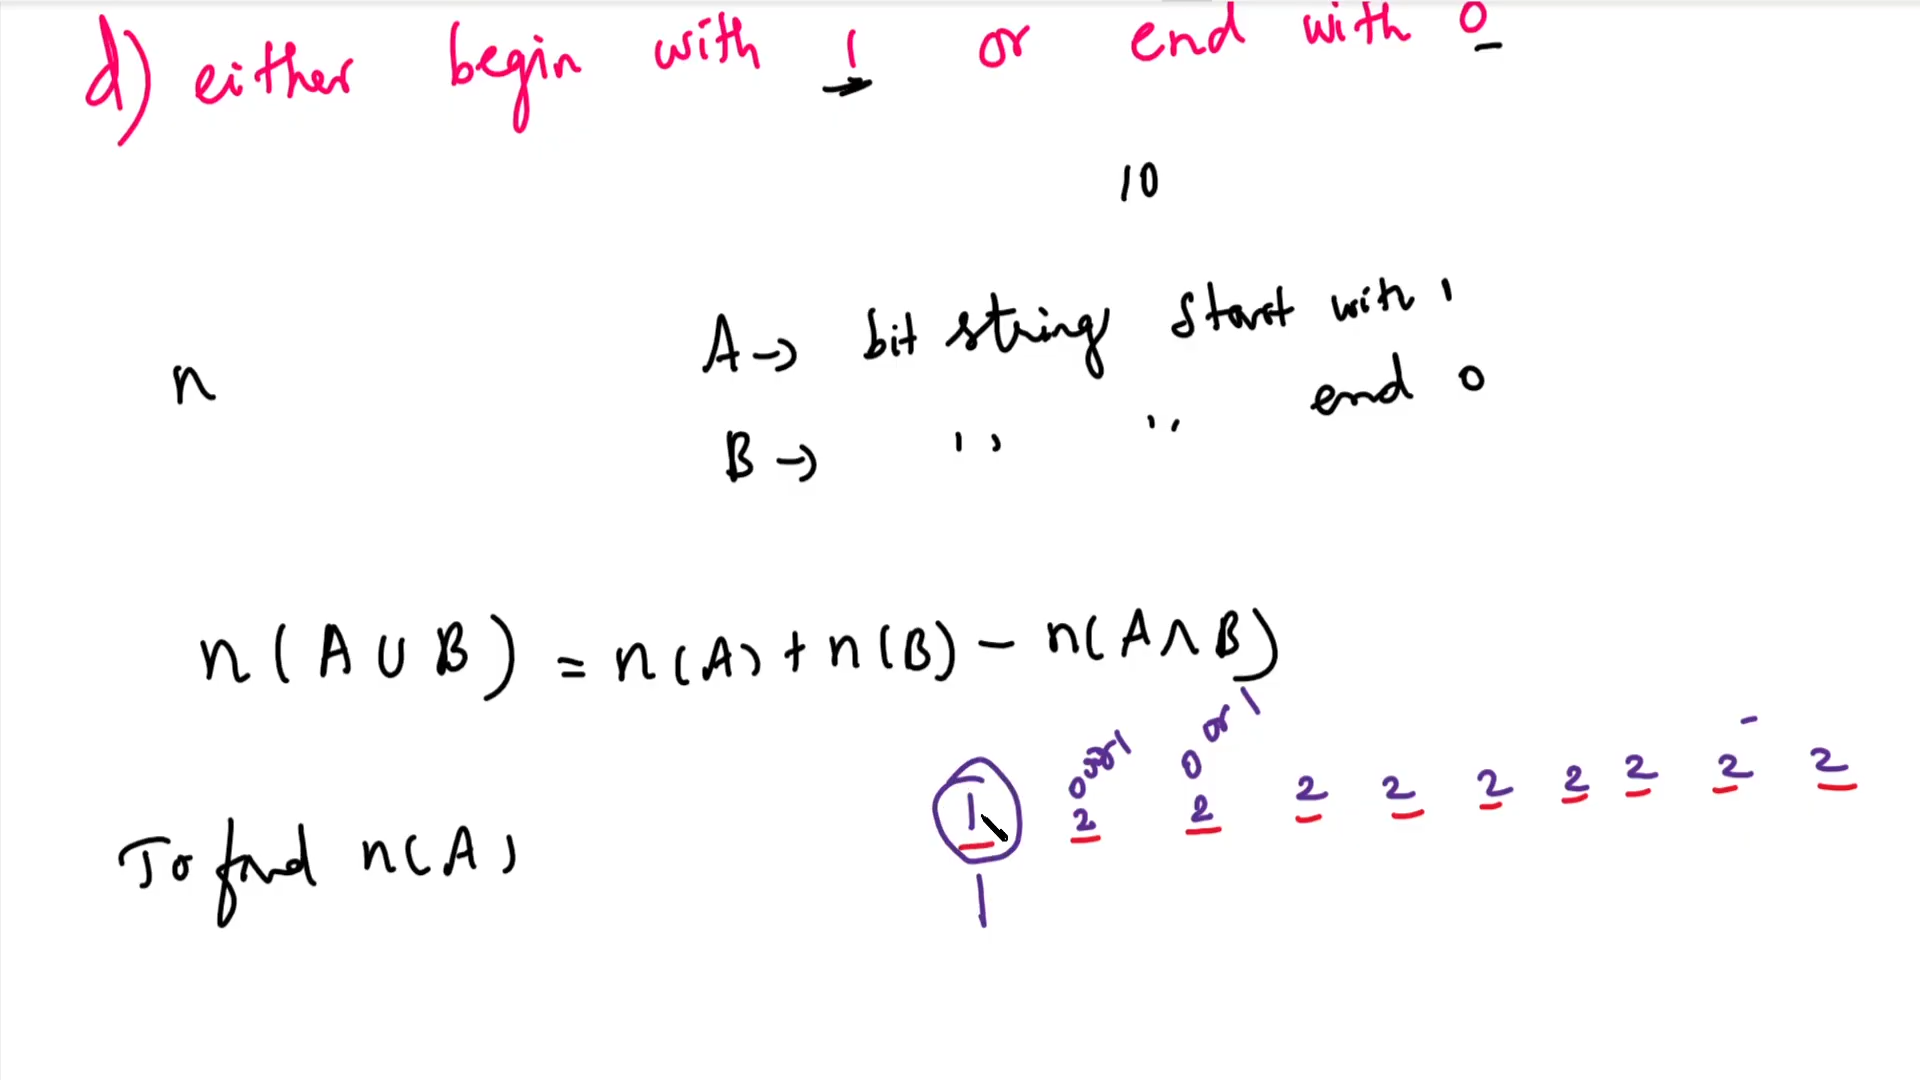 d) either begin with 1 or end with 0
10
A → bit string start with 1
n
B → ,, ,, end 0
n(A∪B) = n(A) + n(B) - n(A∩B)
0 or 1 0 or 1
1 2 2 2 2 2 2 2 2 2
To find n(A)
1